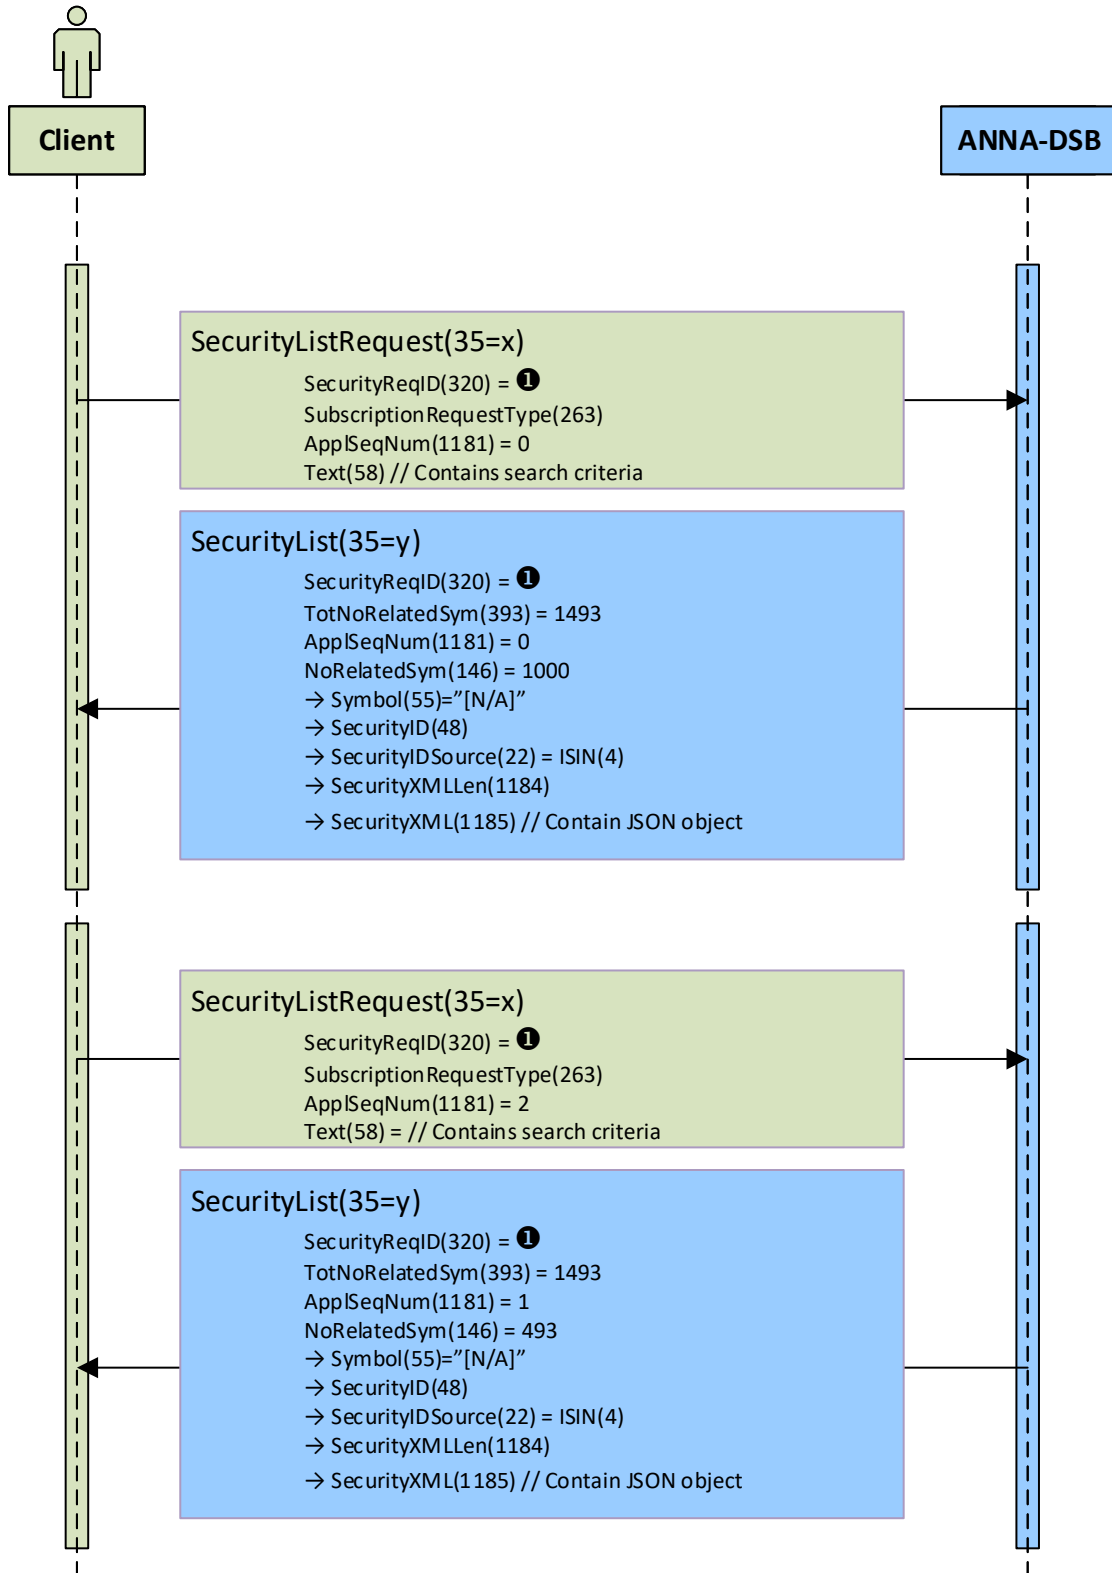 Client
ANNA-DSB
SecurityListRequest(35=x)
SecurityReqID(320) = ❶
SubscriptionRequestType(263)
ApplSeqNum(1181) = 0
Text(58) // Contains search criteria
SecurityList(35=y)
SecurityReqID(320) = ❶
TotNoRelatedSym(393) = 1493
ApplSeqNum(1181) = 0
NoRelatedSym(146) = 1000
→ Symbol(55)=”[N/A]”
→ SecurityID(48)
→ SecurityIDSource(22) = ISIN(4)
→ SecurityXMLLen(1184)
→ SecurityXML(1185) // Contain JSON object
SecurityListRequest(35=x)
SecurityReqID(320) = ❶
SubscriptionRequestType(263)
ApplSeqNum(1181) = 2
Text(58) = // Contains search criteria
SecurityList(35=y)
SecurityReqID(320) = ❶
TotNoRelatedSym(393) = 1493
ApplSeqNum(1181) = 1
NoRelatedSym(146) = 493
→ Symbol(55)=”[N/A]”
→ SecurityID(48)
→ SecurityIDSource(22) = ISIN(4)
→ SecurityXMLLen(1184)
→ SecurityXML(1185) // Contain JSON object